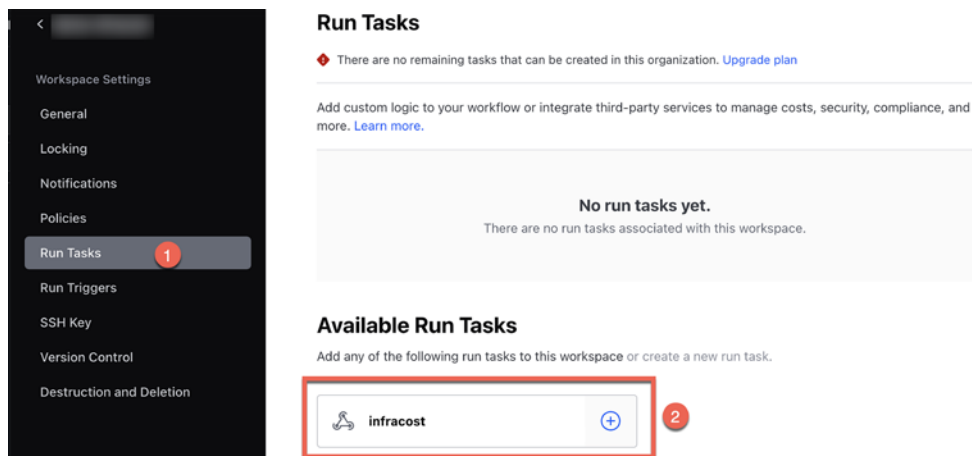 Workspace Settings
General
Locking
Notifications
Policies
Run Tasks
1
Run Triggers
SSH Key
Version Control
Destruction and Deletion
Run Tasks
There are no remaining tasks that can be created in this organization. Upgrade plan
Add custom logic to your workflow or integrate third-party services to manage costs, security, compliance, and
more. Learn more.
No run tasks yet.
There are no run tasks associated with this workspace.
Available Run Tasks
Add any of the following run tasks to this workspace or create a new run task.
infracost
2